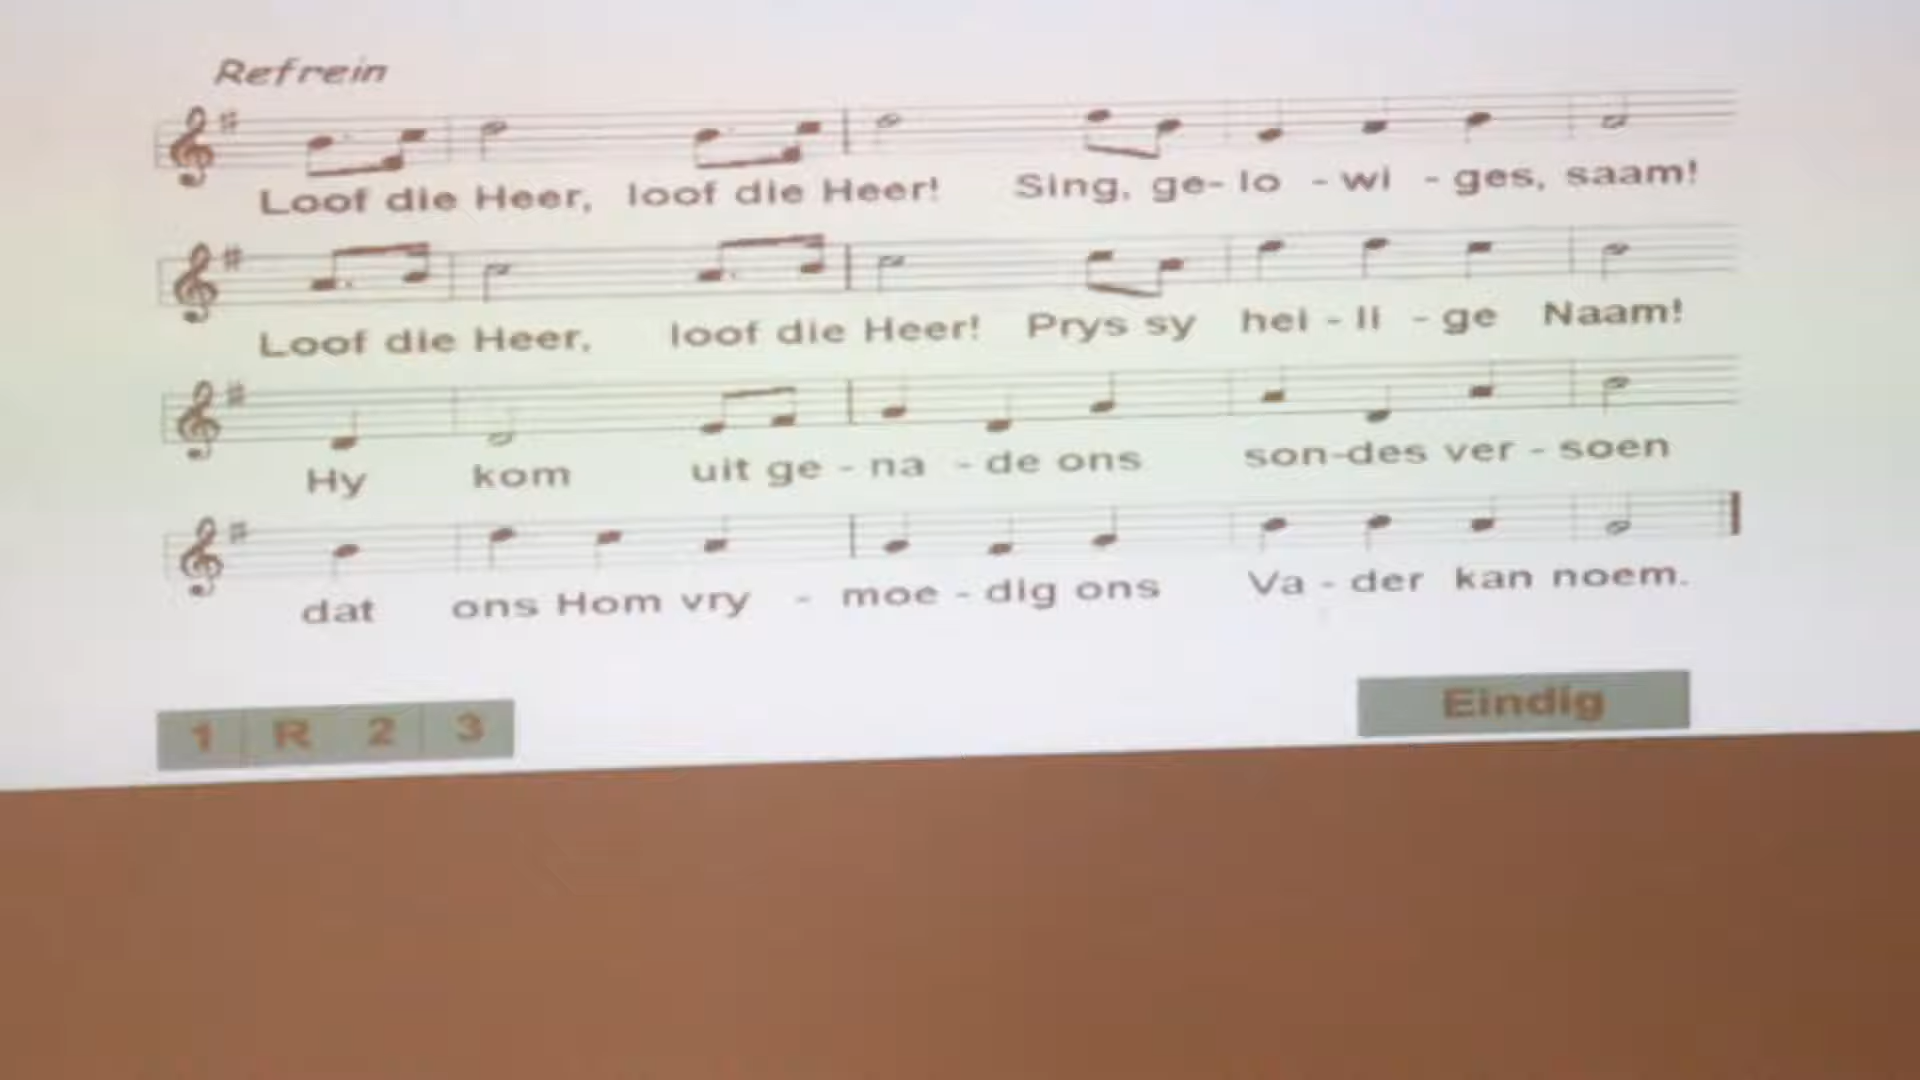 Refrein
Loof die Heer, loof die Heer! Sing, ge- lo - wi - ges, saam!
Loof die Heer, loof die Heer! Prys sy hei - li - ge Naam!
Hy kom uit ge - na - de ons son-des ver - soen
dat ons Hom vry - moe - dig ons Va - der kan noem.
1 R 2 3
Eindig